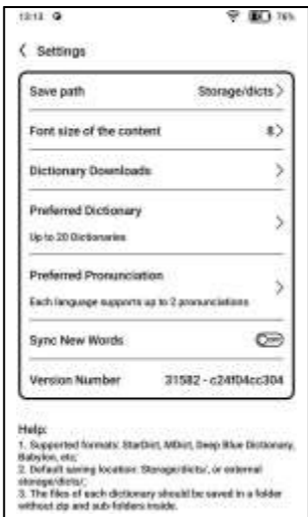 13:13 76%
Settings
Save path Storage/dicts
Font size of the content 8
Dictionary Downloads
Preferred Dictionary
Up to 20 Dictionaries
Preferred Pronunciation
Each language supports up to 2 pronunciations
Sync New Words OFF
Version Number 31582 - c24f04cc304
Help:
1. Supported formats: StarDict, MDict, Deep Blue Dictionary,
Babylon, etc;
2. Default saving location: Storage/dicts/, or external
storage/dicts/;
3. The files of each dictionary should be saved in a folder
without zip and sub-folders inside.